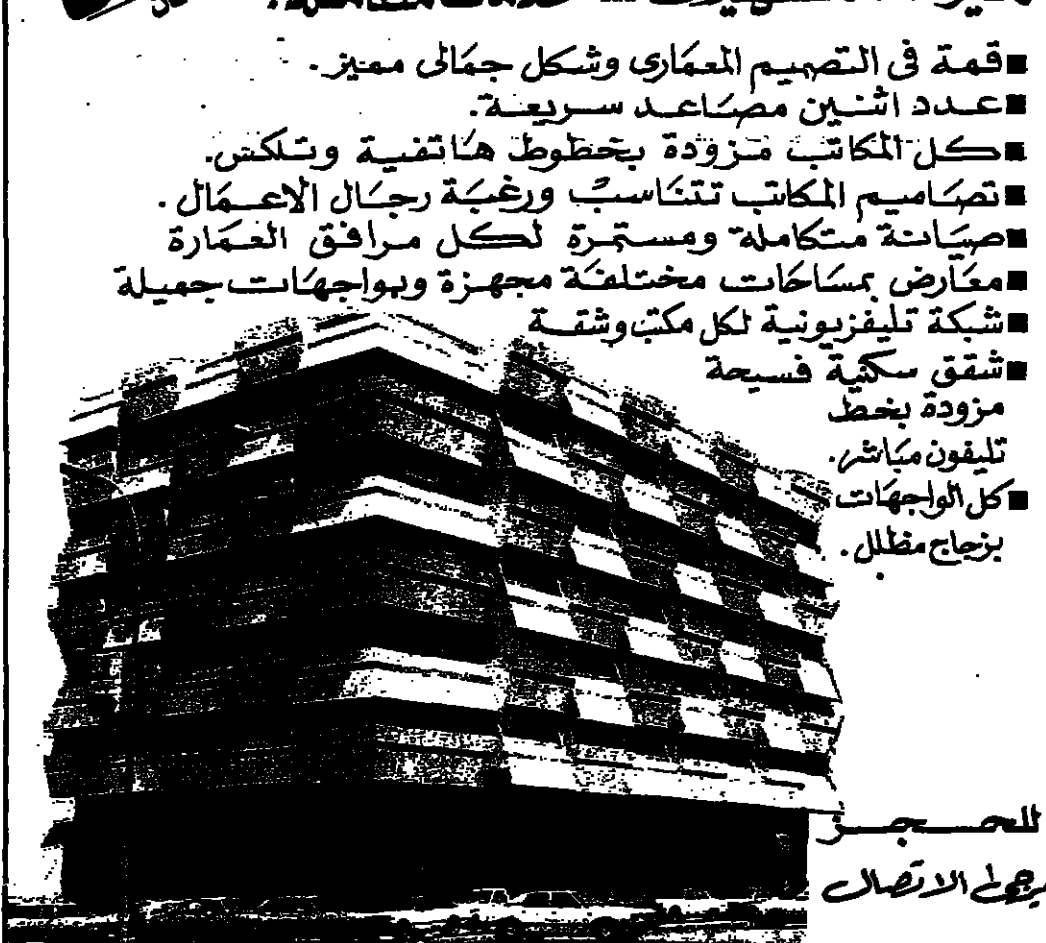 ■ قمة فى التصميم المعمارى وشكل جمالى مميز .
■ عدد اثنين مصاعد سريعة .
■ كل المكاتب مزودة بخطوط هاتفية وتلكس .
■ تصاميم المكاتب تتناسب ورغبة رجال الاعمال .
■ صيانة متكاملة ومستمرة لكل مرافق العمارة
■ معارض بمساحات مختلفة مجهزة وبواجهات جميلة
■ شبكة تليفزيونية لكل مكتب وشقة
■ شقق سكنية فسيحة
مزودة بخط
تليفون مباشر .
■ كل الواجهات
بزجاج مظلل .
للحجز
يرجى الاتصال